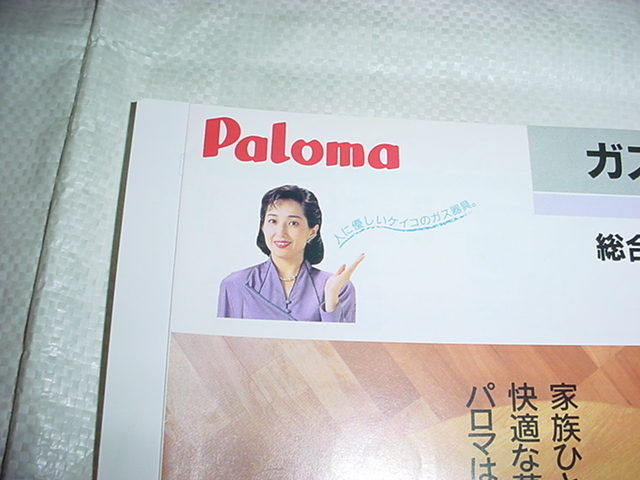 Paloma
人に優しいケイコのガス器具。
ガス
総合
家族ひと
快適な
パロマは